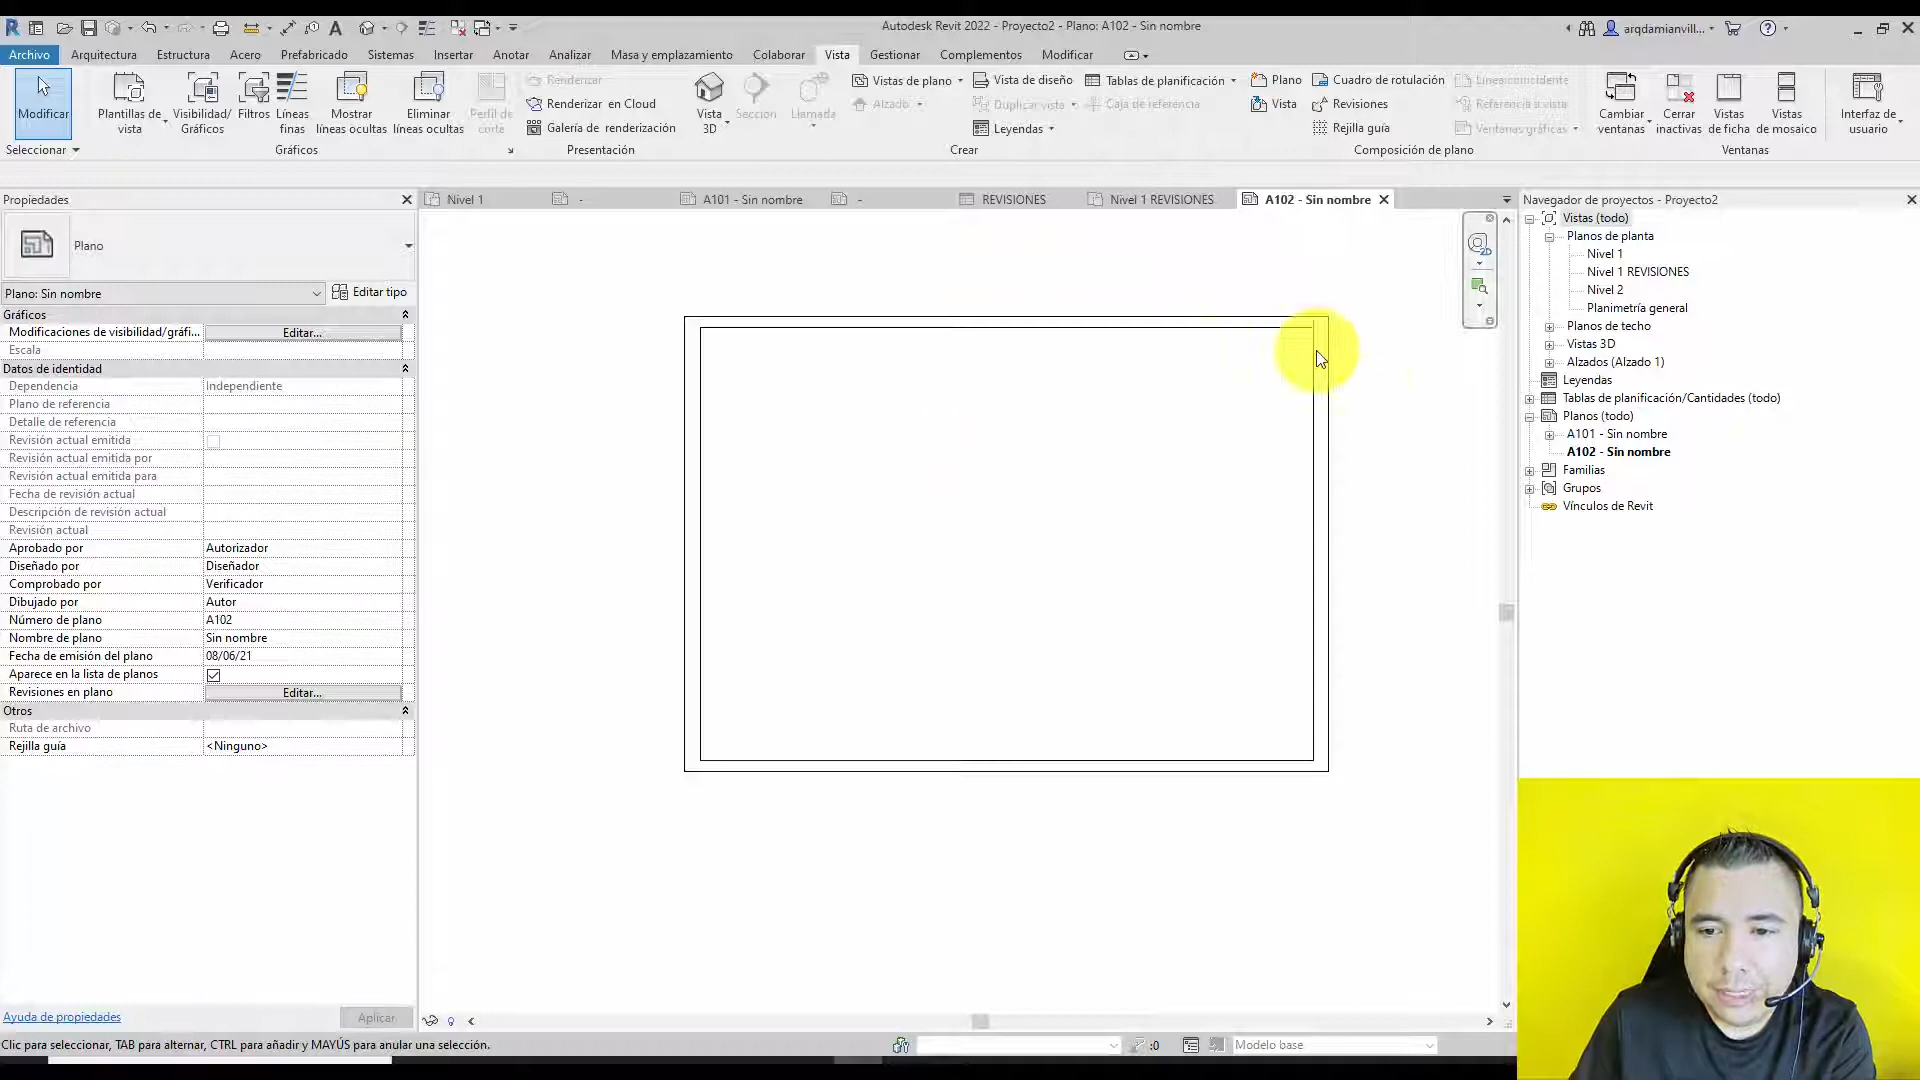 Autodesk Revit 2022 - Proyecto2 - Plano: A102 - Sin nombre
arqdamianvill...
Archivo Arquitectura Estructura Acero Prefabricado Sistemas Insertar Anotar Analizar Masa y emplazamiento Colaborar Vista Gestionar Complementos Modificar
Modificar
Plantillas de vista
Visibilidad/ Gráficos
Filtros
Líneas finas
Mostrar líneas ocultas
Eliminar líneas ocultas
Perfil de corte
Renderizar
Renderizar en Cloud
Galería de renderización
Vista 3D
Sección
Llamada
Vistas de plano
Alzado
Vista de diseño
Duplicar vista
Leyendas
Tablas de planificación
Caja de referencia
Plano
Vista
Cuadro de rotulación
Revisiones
Rejilla guía
Línea coincidente
Referencia a vista
Ventanas gráficas
Cambiar ventanas
Cerrar inactivas
Vistas de ficha
Vistas de mosaico
Interfaz de usuario
Seleccionar Gráficos Presentación Crear Composición de plano Ventanas
Propiedades
Plano
Plano: Sin nombre Editar tipo
Gráficos
Modificaciones de visibilidad/gráfi... Editar...
Escala
Datos de identidad
Dependencia Independiente
Plano de referencia
Detalle de referencia
Revisión actual emitida
Revisión actual emitida por
Revisión actual emitida para
Fecha de revisión actual
Descripción de revisión actual
Revisión actual
Aprobado por Autorizador
Diseñado por Diseñador
Comprobado por Verificador
Dibujado por Autor
Número de plano A102
Nombre de plano Sin nombre
Fecha de emisión del plano 08/06/21
Aparece en la lista de planos
Revisiones en plano Editar...
Otros
Ruta de archivo
Rejilla guía <Ninguno>
Ayuda de propiedades Aplicar
Nivel 1 - A101 - Sin nombre - REVISIONES Nivel 1 REVISIONES A102 - Sin nombre
2D
Navegador de proyectos - Proyecto2
Vistas (todo)
Planos de planta
Nivel 1
Nivel 1 REVISIONES
Nivel 2
Planimetría general
Planos de techo
Vistas 3D
Alzados (Alzado 1)
Leyendas
Tablas de planificación/Cantidades (todo)
Planos (todo)
A101 - Sin nombre
A102 - Sin nombre
Familias
Grupos
Vínculos de Revit
Clic para seleccionar, TAB para alternar, CTRL para añadir y MAYÚS para anular una selección. :0 Modelo base